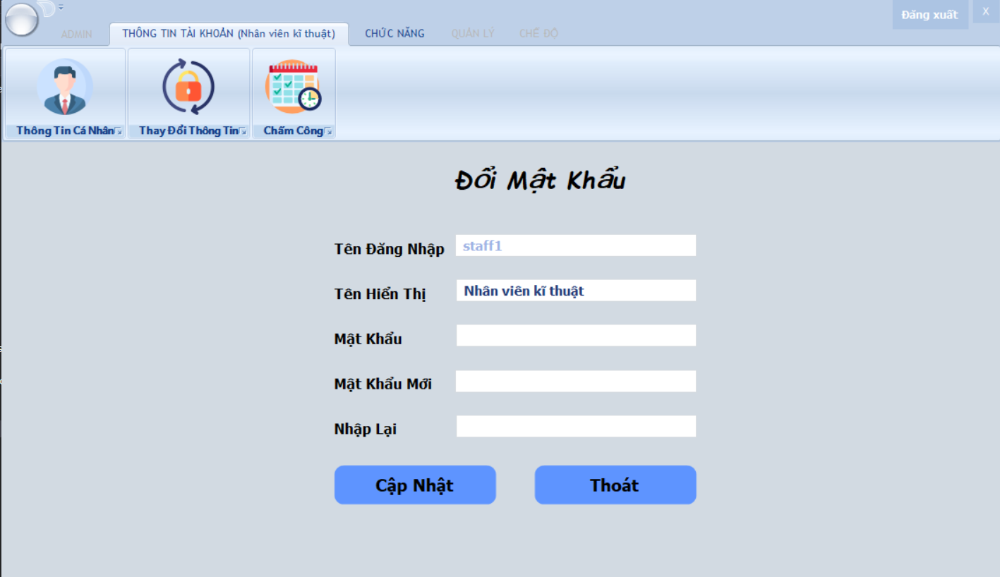 Đăng xuất X
ADMIN THÔNG TIN TÀI KHOẢN (Nhân viên kĩ thuật) CHỨC NĂNG QUẢN LÝ CHẾ ĐỘ
Thông Tin Cá Nhân Thay Đổi Thông Tin Chấm Công
Đổi Mật Khẩu
Tên Đăng Nhập staff1
Tên Hiển Thị Nhân viên kĩ thuật
Mật Khẩu
Mật Khẩu Mới
Nhập Lại
Cập Nhật Thoát